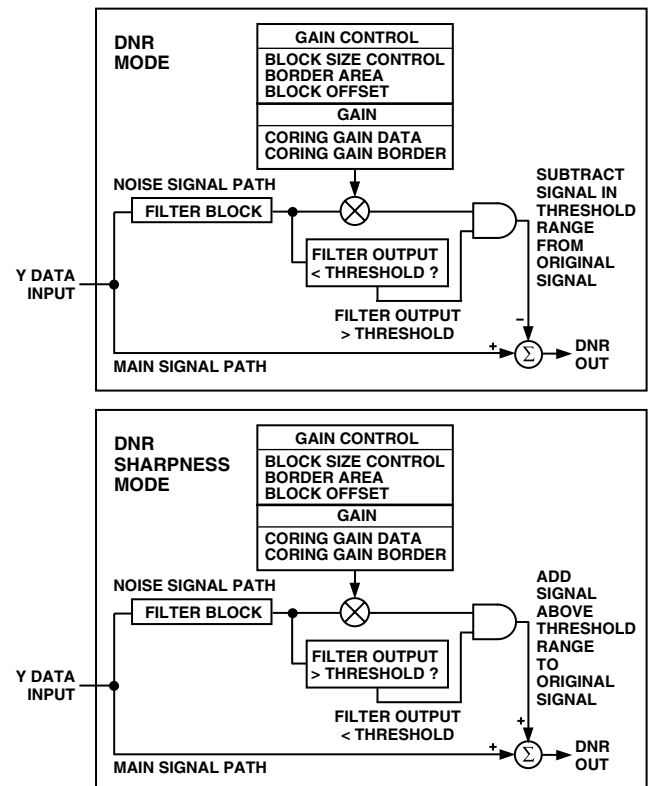 DNR
MODE
GAIN CONTROL
BLOCK SIZE CONTROL
BORDER AREA
BLOCK OFFSET
GAIN
CORING GAIN DATA
CORING GAIN BORDER
NOISE SIGNAL PATH
FILTER BLOCK
FILTER OUTPUT
< THRESHOLD ?
FILTER OUTPUT
> THRESHOLD
SUBTRACT
SIGNAL IN
THRESHOLD
RANGE
FROM
ORIGINAL
SIGNAL
Y DATA
INPUT
MAIN SIGNAL PATH
–
+
Σ
DNR
OUT
DNR
SHARPNESS
MODE
GAIN CONTROL
BLOCK SIZE CONTROL
BORDER AREA
BLOCK OFFSET
GAIN
CORING GAIN DATA
CORING GAIN BORDER
NOISE SIGNAL PATH
FILTER BLOCK
FILTER OUTPUT
> THRESHOLD ?
FILTER OUTPUT
< THRESHOLD
ADD
SIGNAL
ABOVE
THRESHOLD
RANGE
TO
ORIGINAL
SIGNAL
Y DATA
INPUT
MAIN SIGNAL PATH
+
+
Σ
DNR
OUT